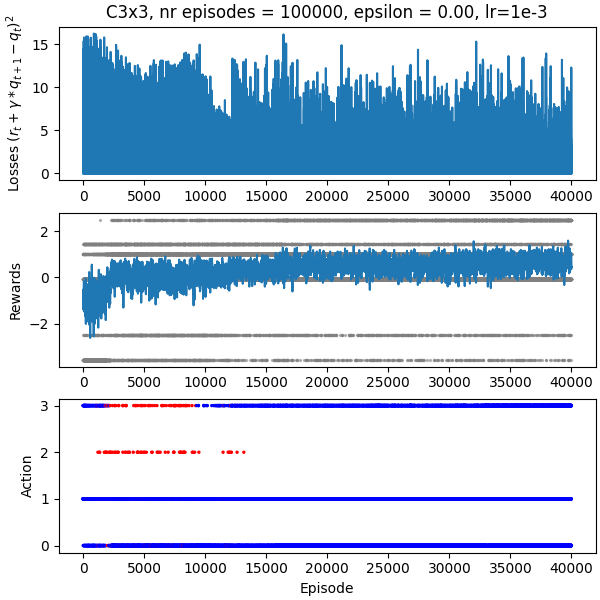 C3x3, nr episodes = 100000, epsilon = 0.00, lr=1e-3
Losses $(r_t + \gamma * q_{t+1} - q_t)^2$
15
10
5
0
0 5000 10000 15000 20000 25000 30000 35000 40000
Rewards
2
0
−2
0 5000 10000 15000 20000 25000 30000 35000 40000
Action
3
2
1
0
0 5000 10000 15000 20000 25000 30000 35000 40000
Episode